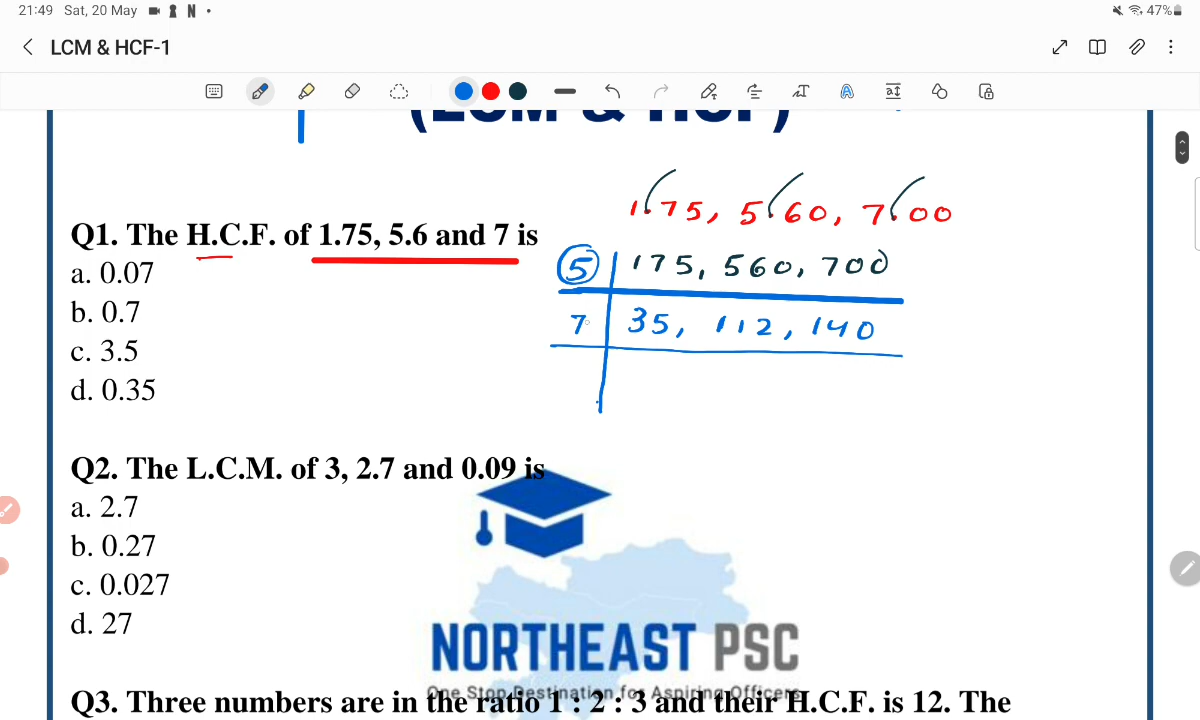 21:49 Sat, 20 May N 47%
LCM & HCF-1
(LCM & HCF)
1.75, 5.60, 7.00
Q1. The H.C.F. of 1.75, 5.6 and 7 is
5 175, 560, 700
a. 0.07
b. 0.7
7 35, 112, 140
c. 3.5
d. 0.35
Q2. The L.C.M. of 3, 2.7 and 0.09 is
a. 2.7
b. 0.27
c. 0.027
d. 27
NORTHEAST PSC
One Stop Destination for Aspiring Officers
Q3. Three numbers are in the ratio 1 : 2 : 3 and their H.C.F. is 12. The